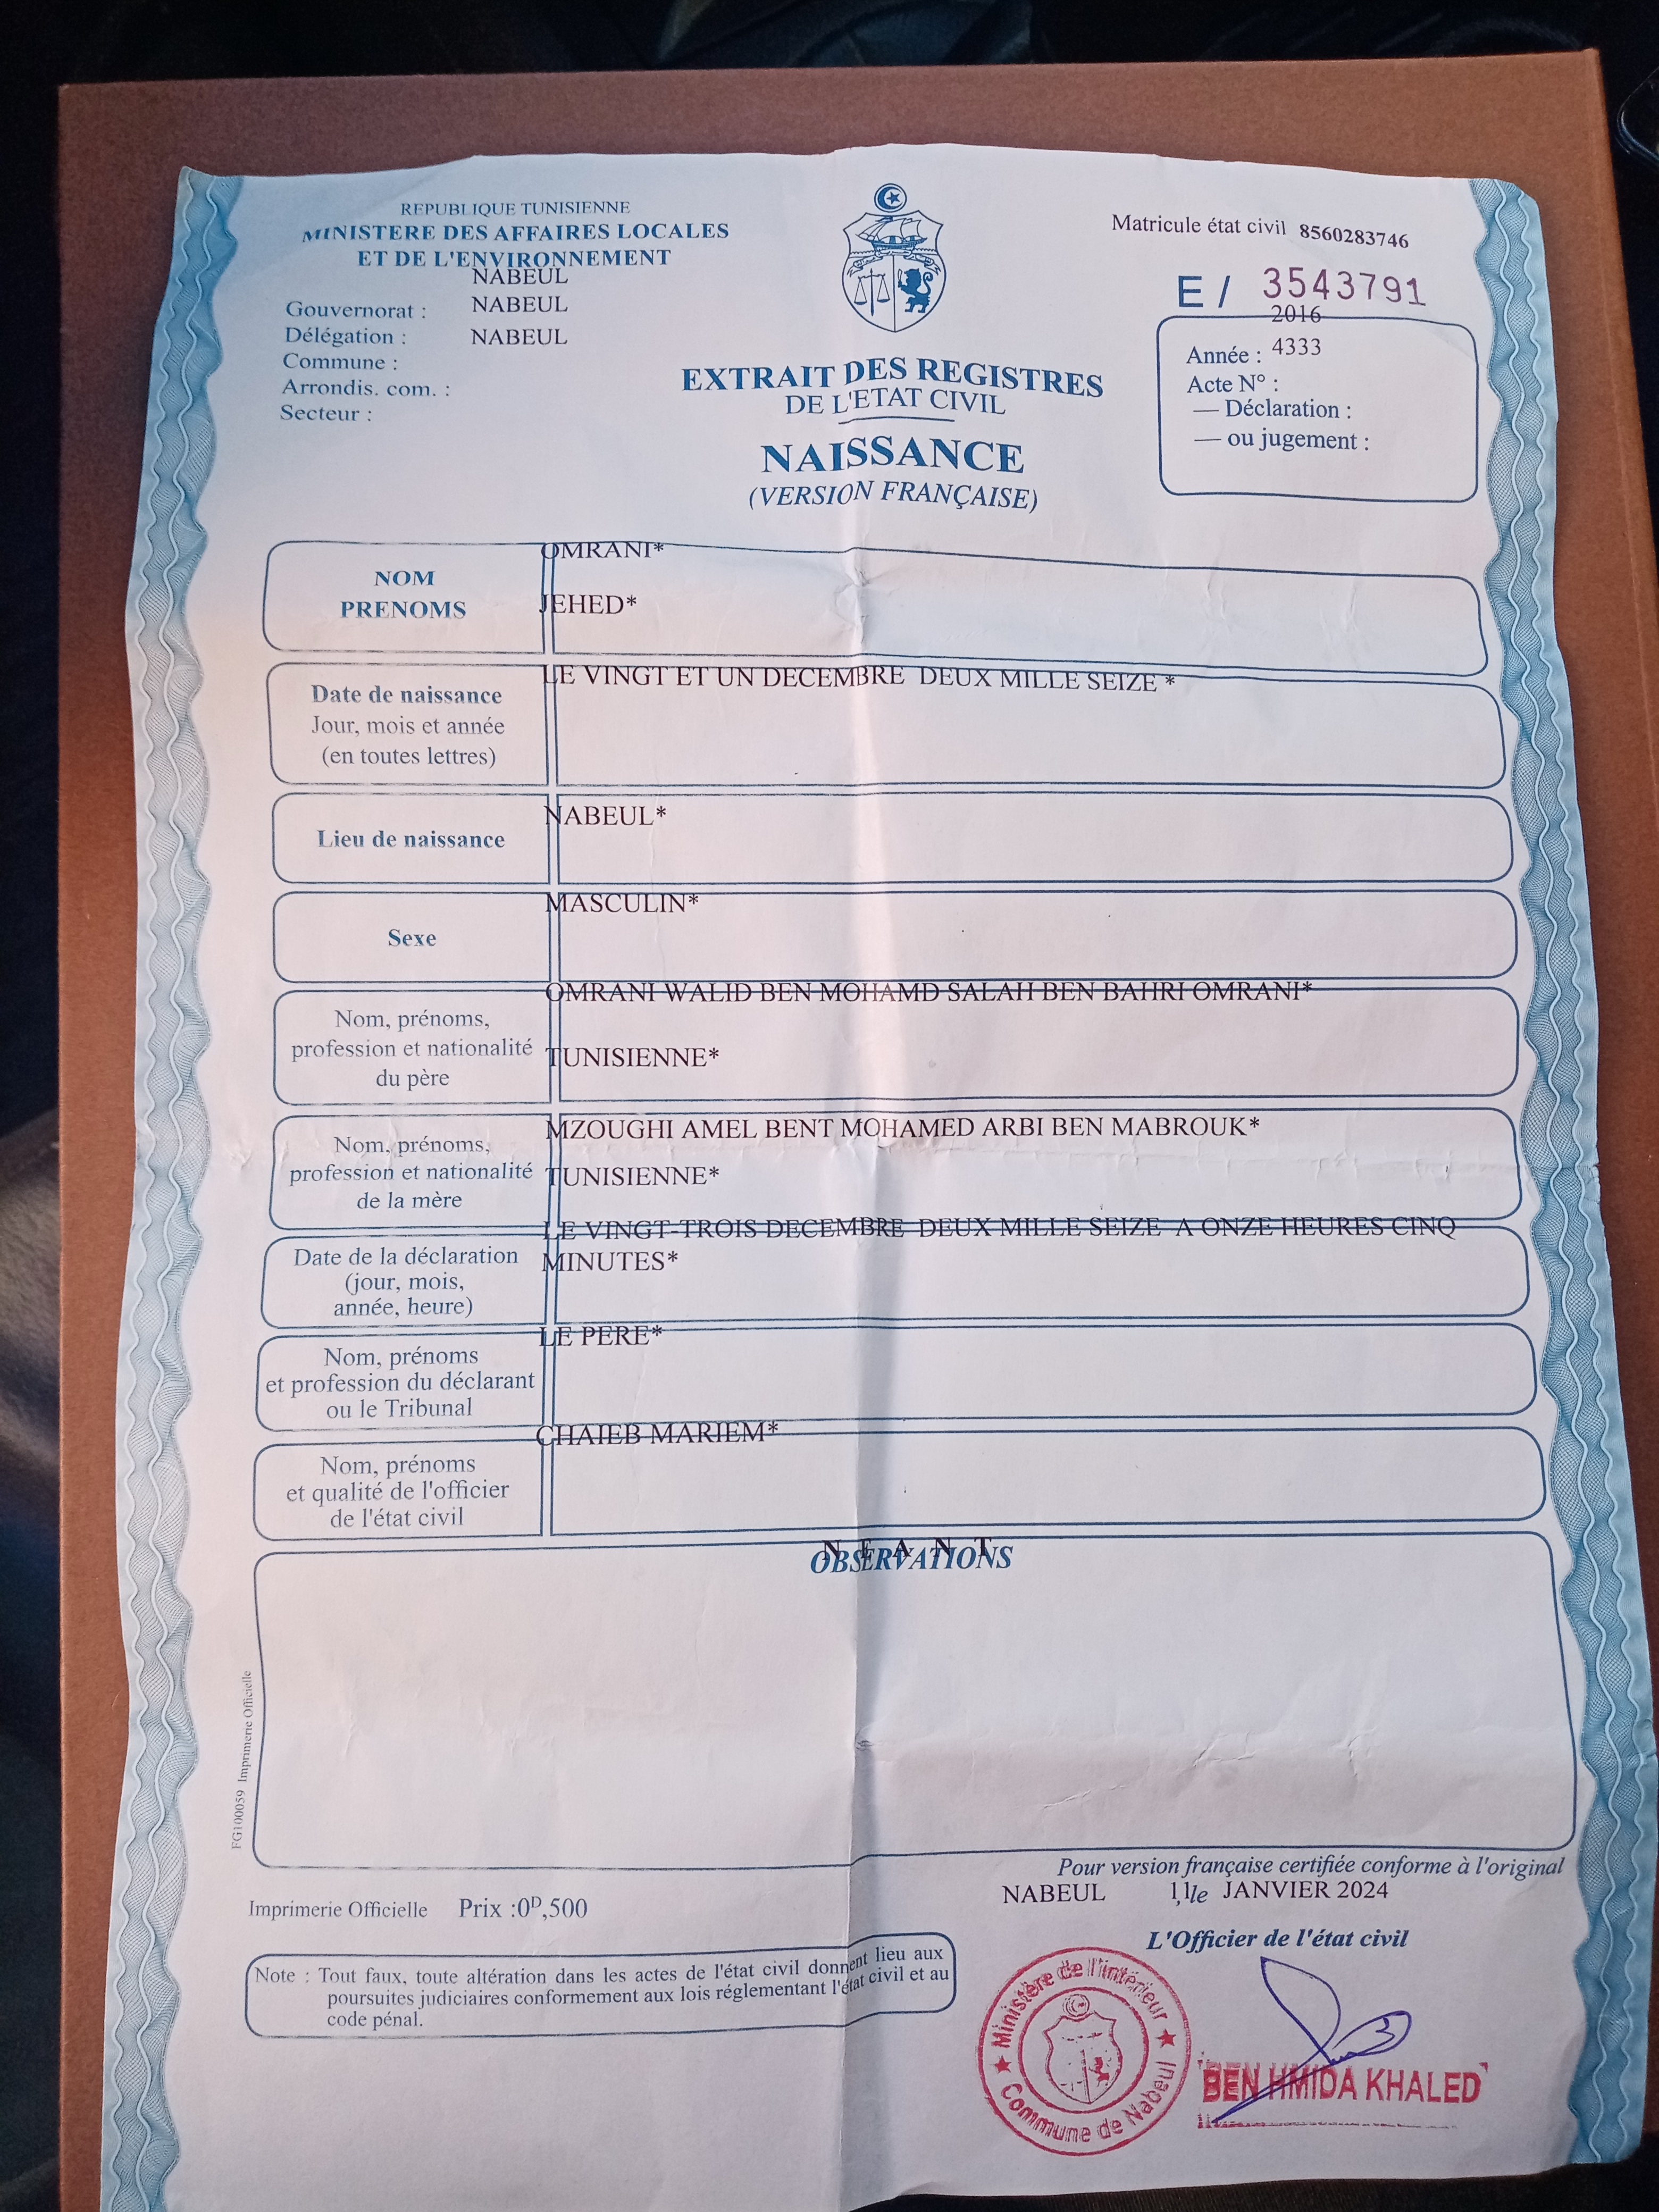 REPUBLIQUE TUNISIENNE
MINISTERE DES AFFAIRES LOCALES
ET DE L'ENVIRONNEMENT
NABEUL
Gouvernorat : NABEUL
Délégation : NABEUL
Commune :
Arrondis. com. :
Secteur :
Matricule état civil 8560283746
E / 3543791
2016
Année : 4333
Acte N° :
— Déclaration :
— ou jugement :
EXTRAIT DES REGISTRES
DE L'ETAT CIVIL
NAISSANCE
(VERSION FRANÇAISE)
OMRANI*
NOM
PRENOMS JEHED*
LE VINGT ET UN DECEMBRE DEUX MILLE SEIZE *
Date de naissance
Jour, mois et année
(en toutes lettres)
NABEUL*
Lieu de naissance
MASCULIN*
Sexe
OMRANI WALID BEN MOHAMD SALAH BEN BAHRI OMRANI*
Nom, prénoms,
profession et nationalité TUNISIENNE*
du père
MZOUGHI AMEL BENT MOHAMED ARBI BEN MABROUK*
Nom, prénoms,
profession et nationalité TUNISIENNE*
de la mère
LE VINGT-TROIS DECEMBRE DEUX MILLE SEIZE A ONZE HEURES CINQ
Date de la déclaration MINUTES*
(jour, mois,
année, heure)
LE PERE*
Nom, prénoms
et profession du déclarant
ou le Tribunal
CHAIEB MARIEM*
Nom, prénoms
et qualité de l'officier
de l'état civil
N E A N T
OBSERVATIONS
FG100059 Imprimerie Officielle
Pour version française certifiée conforme à l'original
NABEUL 11,le JANVIER 2024
Imprimerie Officielle Prix :0D,500
L'Officier de l'état civil
Note : Tout faux, toute altération dans les actes de l'état civil donnent lieu aux
poursuites judiciaires conformement aux lois réglementant l'état civil et au
code pénal.
Ministère de l'intérieur
Commune de Nabeul
BEN HMIDA KHALED